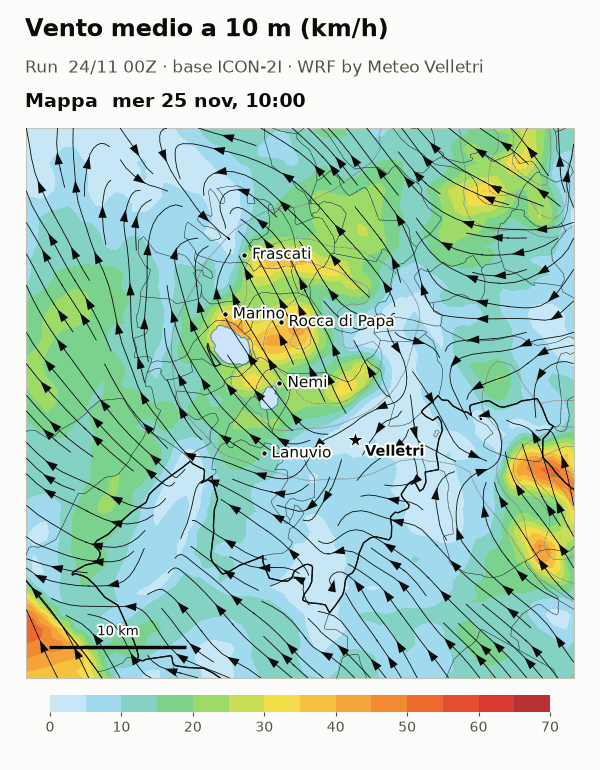 Vento medio a 10 m (km/h)
Run  24/11 00Z · base ICON-2I · WRF by Meteo Velletri
Mappa  mer 25 nov, 10:00
Frascati
Marino
Rocca di Papa
Nemi
Velletri
Lanuvio
10 km
0 10 20 30 40 50 60 70